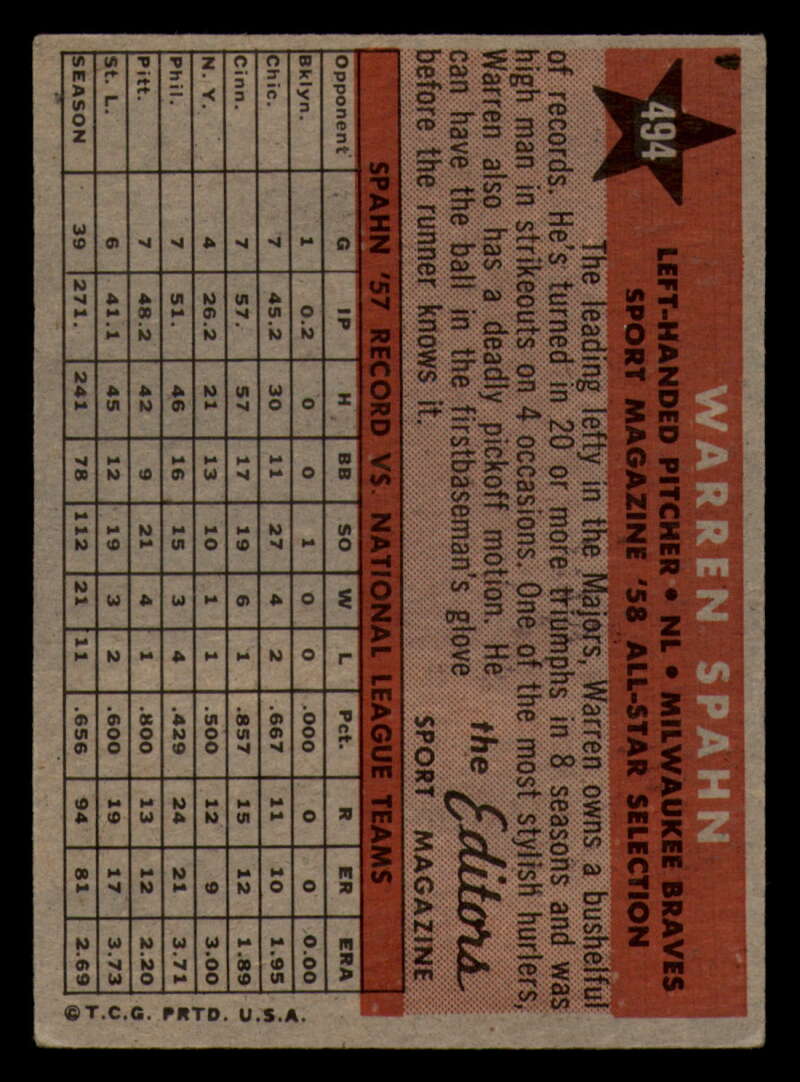 494
WARREN SPAHN
LEFT-HANDED PITCHER • NL • MILWAUKEE BRAVES
SPORT MAGAZINE '58 ALL-STAR SELECTION
The leading lefty in the Majors, Warren owns a bushelful
of records. He's turned in 20 or more triumphs in 8 seasons and was
high man in strikeouts on 4 occasions. One of the most stylish hurlers,
Warren also has a deadly pickoff motion. He
can have the ball in the firstbaseman's glove
before the runner knows it.
the Editors
SPORT MAGAZINE
SPAHN '57 RECORD VS. NATIONAL LEAGUE TEAMS
Opponent G IP H BB SO W L Pct. R ER ERA
Bklyn. 1 0.2 0 0 1 0 0 .000 0 0 0.00
Chic. 7 45.2 30 11 27 4 2 .667 11 10 1.95
Cinn. 7 57. 57 17 19 6 1 .857 15 12 1.89
N. Y. 4 26.2 21 13 10 1 1 .500 12 9 3.00
Phil. 7 51. 46 16 15 3 4 .429 24 21 3.71
Pitt. 7 48.2 42 9 21 4 1 .800 13 12 2.20
St. L. 6 41.1 45 12 19 3 2 .600 19 17 3.73
SEASON 39 271. 241 78 112 21 11 .656 94 81 2.69
©T.C.G. PRTD. U.S.A.